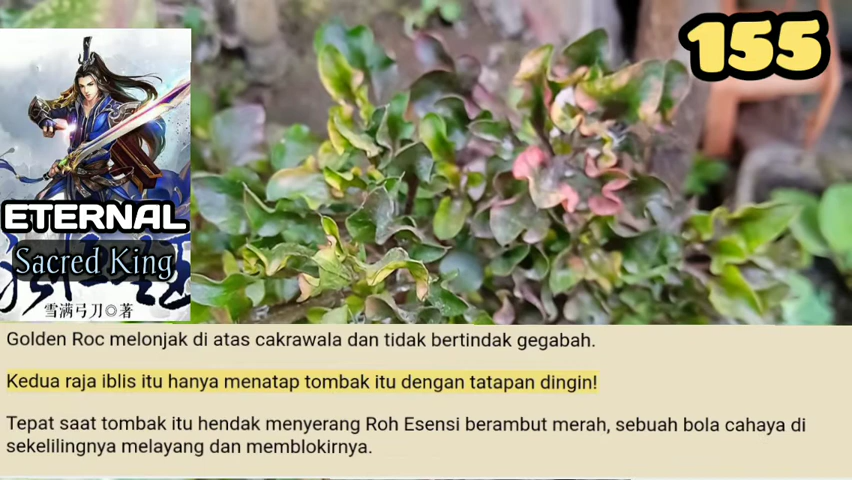 155
ETERNAL
Sacred King
雪满弓刀◎著
Golden Roc melonjak di atas cakrawala dan tidak bertindak gegabah.
Kedua raja iblis itu hanya menatap tombak itu dengan tatapan dingin!
Tepat saat tombak itu hendak menyerang Roh Esensi berambut merah, sebuah bola cahaya di
sekelilingnya melayang dan memblokirnya.